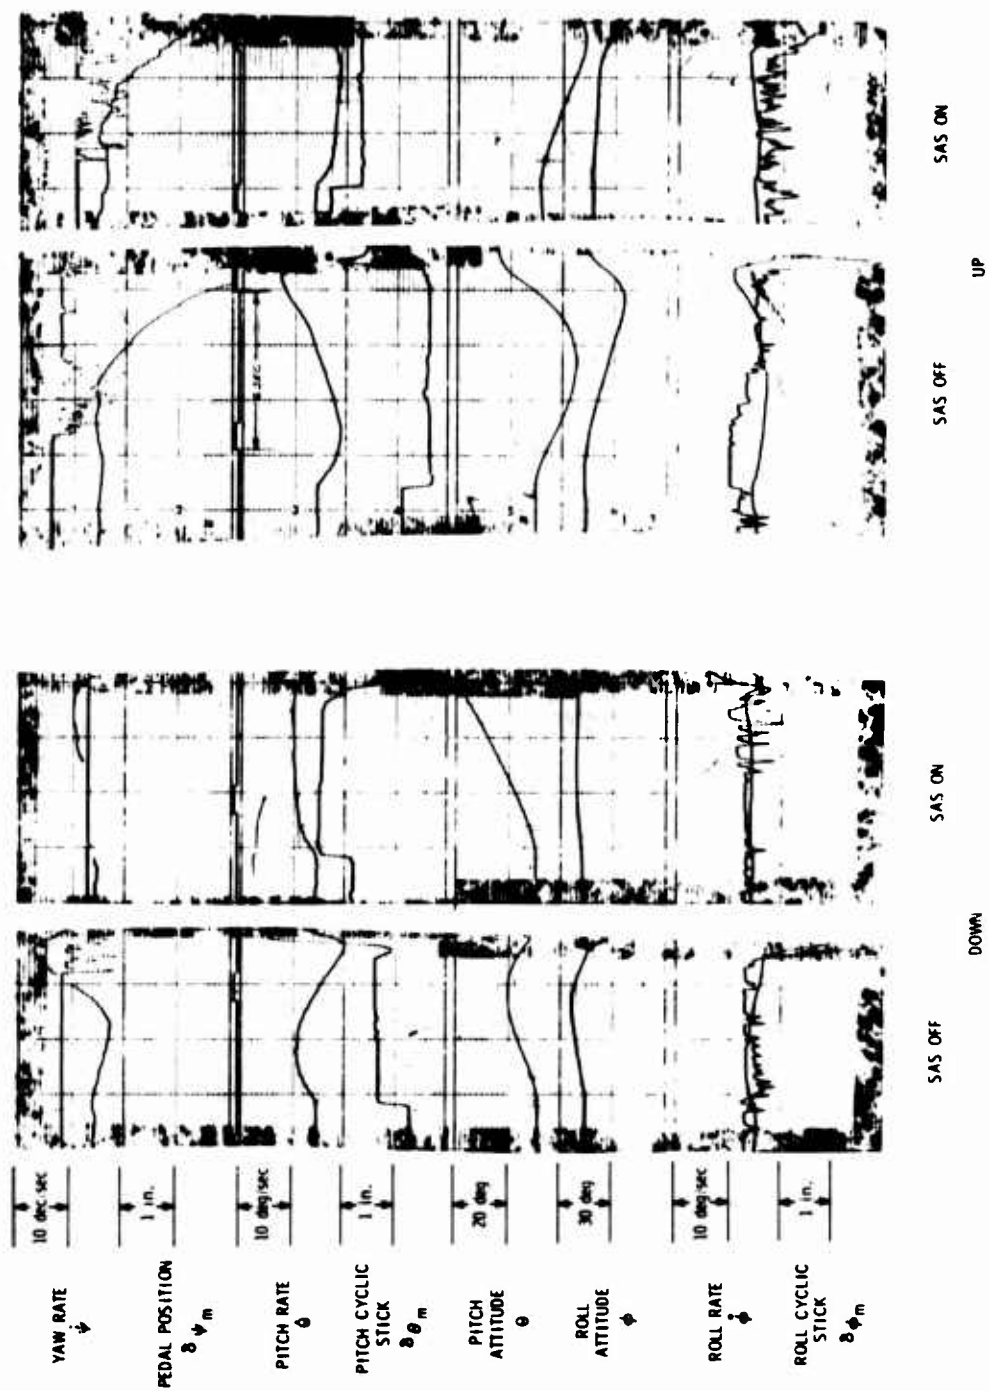 YAW RATE
ψ̇
10 dec/sec
PEDAL POSITION
δψm
1 in.
PITCH RATE
θ̇
10 deg/sec
PITCH CYCLIC
STICK
δθm
1 in.
PITCH
ATTITUDE
θ
20 deg
ROLL
ATTITUDE
ϕ
30 deg
ROLL RATE
ϕ̇
10 deg/sec
ROLL CYCLIC
STICK
δϕm
1 in.
SAS OFF
SAS ON
SAS OFF
SAS ON
DOWN
UP